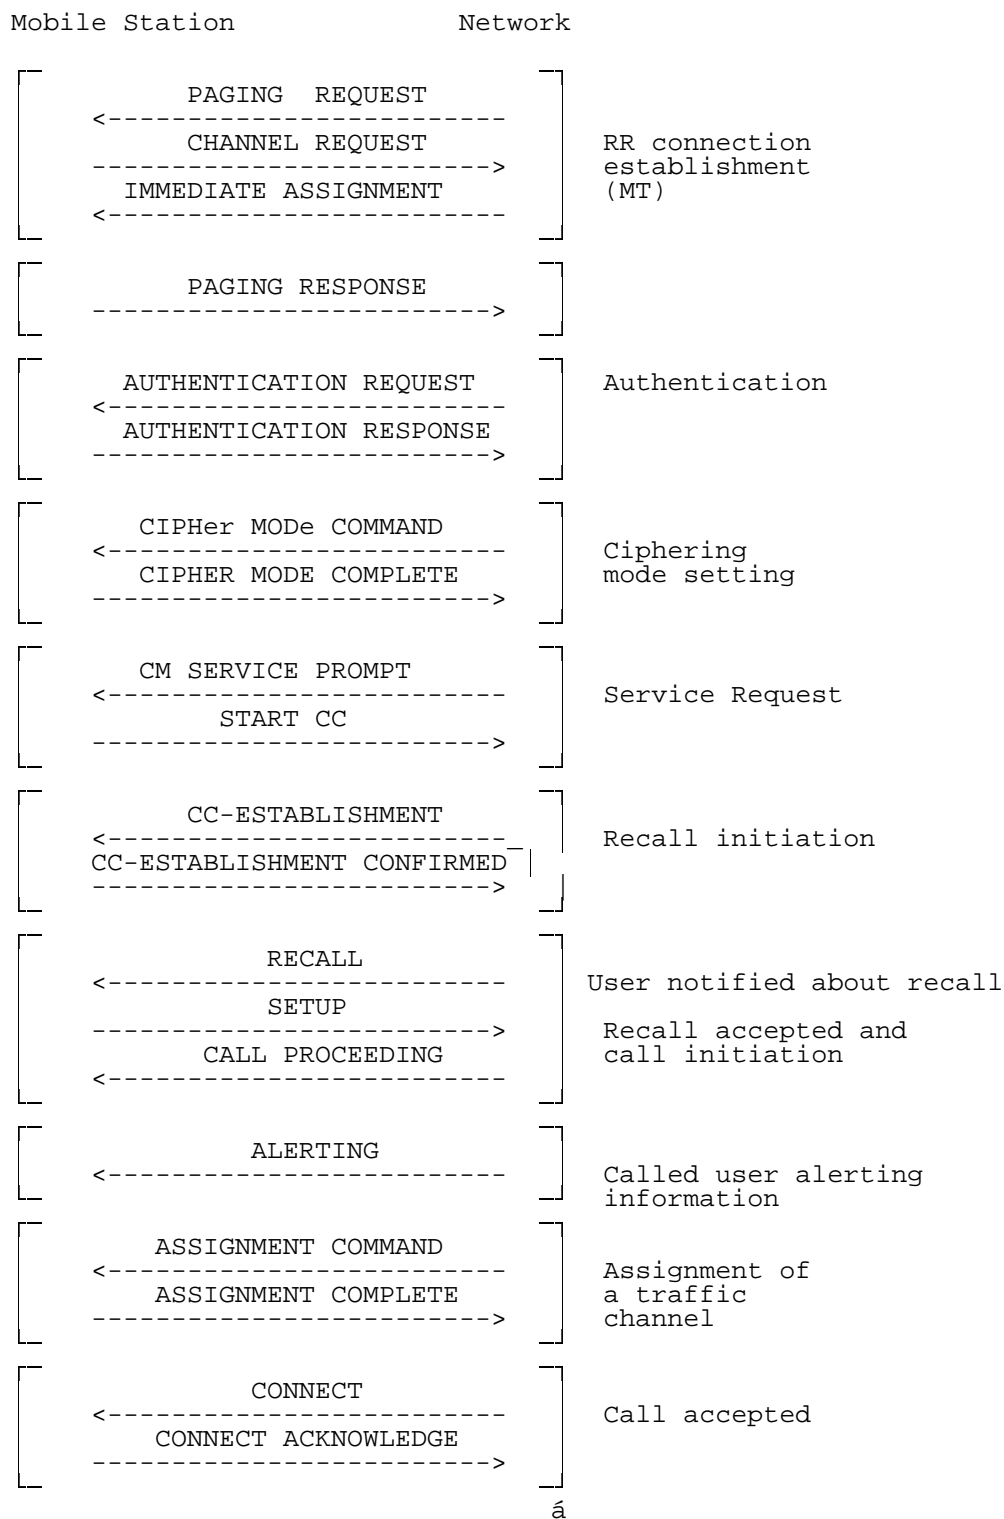 Mobile Station Network
PAGING REQUEST
<-------------------------
CHANNEL REQUEST RR connection
-------------------------> establishment
IMMEDIATE ASSIGNMENT (MT)
<-------------------------
PAGING RESPONSE
------------------------->
AUTHENTICATION REQUEST Authentication
<-------------------------
AUTHENTICATION RESPONSE
------------------------->
CIPHer MODe COMMAND
<------------------------- Ciphering
CIPHER MODE COMPLETE mode setting
------------------------->
CM SERVICE PROMPT
<------------------------- Service Request
START CC
------------------------->
CC-ESTABLISHMENT
<------------------------- Recall initiation
CC-ESTABLISHMENT CONFIRMED
------------------------->
RECALL
<------------------------- User notified about recall
SETUP
-------------------------> Recall accepted and
CALL PROCEEDING call initiation
<-------------------------
ALERTING
<------------------------- Called user alerting
information
ASSIGNMENT COMMAND
<------------------------- Assignment of
ASSIGNMENT COMPLETE a traffic
-------------------------> channel
CONNECT
<------------------------- Call accepted
CONNECT ACKNOWLEDGE
------------------------->
á